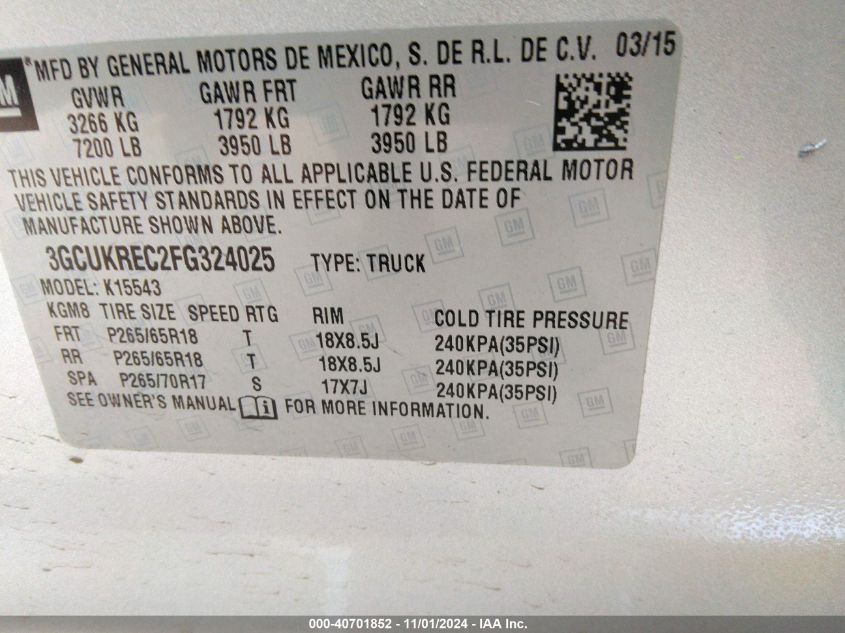 GM
MFD BY GENERAL MOTORS DE MEXICO, S. DE R.L. DE C.V. 03/15
GVWR GAWR FRT GAWR RR
3266 KG 1792 KG 1792 KG
7200 LB 3950 LB 3950 LB
THIS VEHICLE CONFORMS TO ALL APPLICABLE U.S. FEDERAL MOTOR
VEHICLE SAFETY STANDARDS IN EFFECT ON THE DATE OF
MANUFACTURE SHOWN ABOVE.
3GCUKREC2FG324025 TYPE: TRUCK
MODEL: K15543
KGM8 TIRE SIZE SPEED RTG RIM COLD TIRE PRESSURE
FRT P265/65R18 T 18X8.5J 240KPA(35PSI)
RR P265/65R18 T 18X8.5J 240KPA(35PSI)
SPA P265/70R17 S 17X7J 240KPA(35PSI)
SEE OWNER'S MANUAL i FOR MORE INFORMATION.
000-40701852 - 11/01/2024 - IAA Inc.